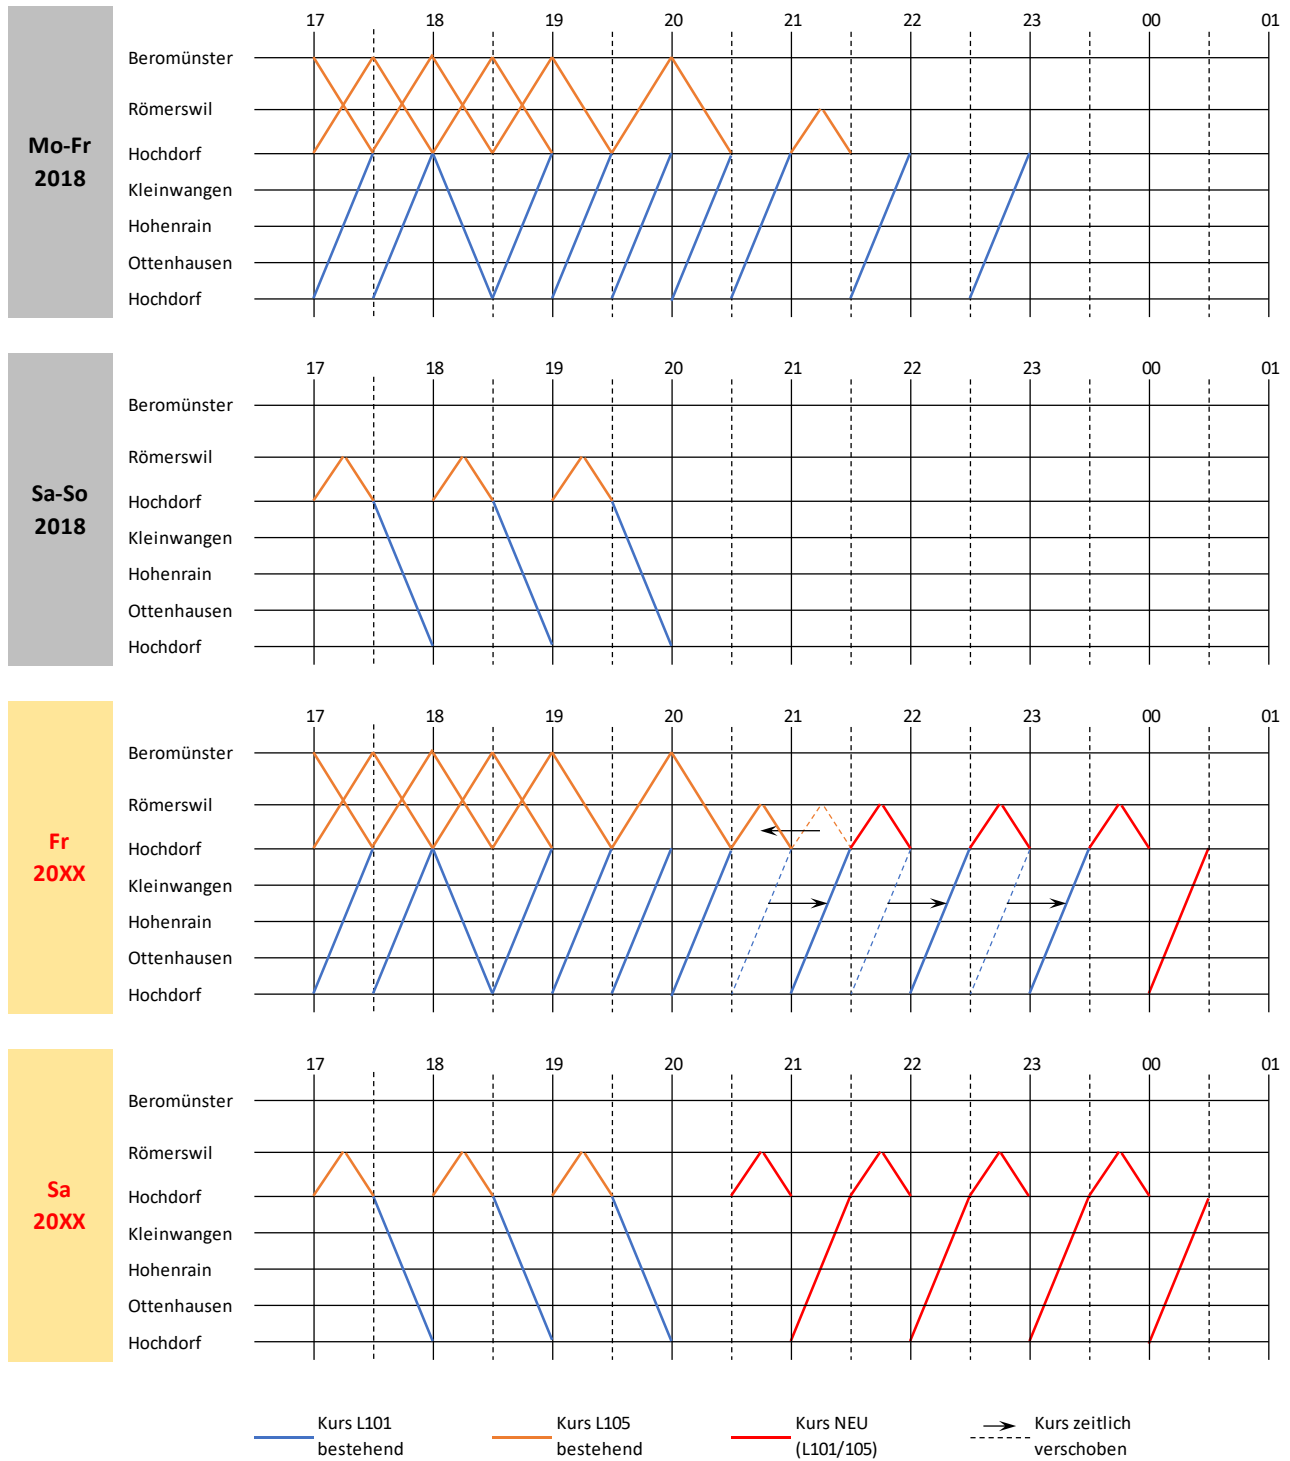 17 18 19 20 21 22 23 00 01
Beromünster
Römerswil
Mo-Fr
2018
Hochdorf
Kleinwangen
Hohenrain
Ottenhausen
Hochdorf
17 18 19 20 21 22 23 00 01
Beromünster
Römerswil
Sa-So
2018
Hochdorf
Kleinwangen
Hohenrain
Ottenhausen
Hochdorf
17 18 19 20 21 22 23 00 01
Beromünster
Römerswil
Fr
20XX
Hochdorf
Kleinwangen
Hohenrain
Ottenhausen
Hochdorf
17 18 19 20 21 22 23 00 01
Beromünster
Römerswil
Sa
20XX
Hochdorf
Kleinwangen
Hohenrain
Ottenhausen
Hochdorf
Kurs L101
bestehend
Kurs L105
bestehend
Kurs NEU
(L101/105)
Kurs zeitlich
verschoben